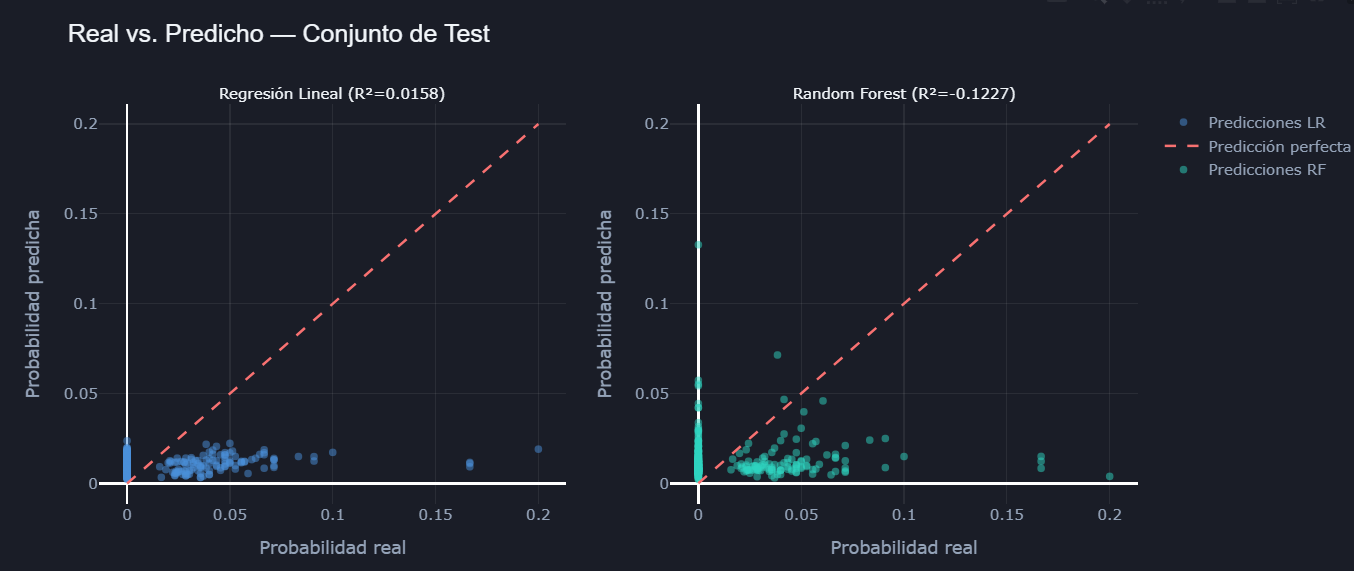 Real vs. Predicho — Conjunto de Test
Regresión Lineal (R²=0.0158)
Random Forest (R²=-0.1227)
Predicciones LR
Predicción perfecta
Predicciones RF
Probabilidad predicha
0.2
0.15
0.1
0.05
0
0 0.05 0.1 0.15 0.2
Probabilidad real
Probabilidad predicha
0.2
0.15
0.1
0.05
0
0 0.05 0.1 0.15 0.2
Probabilidad real